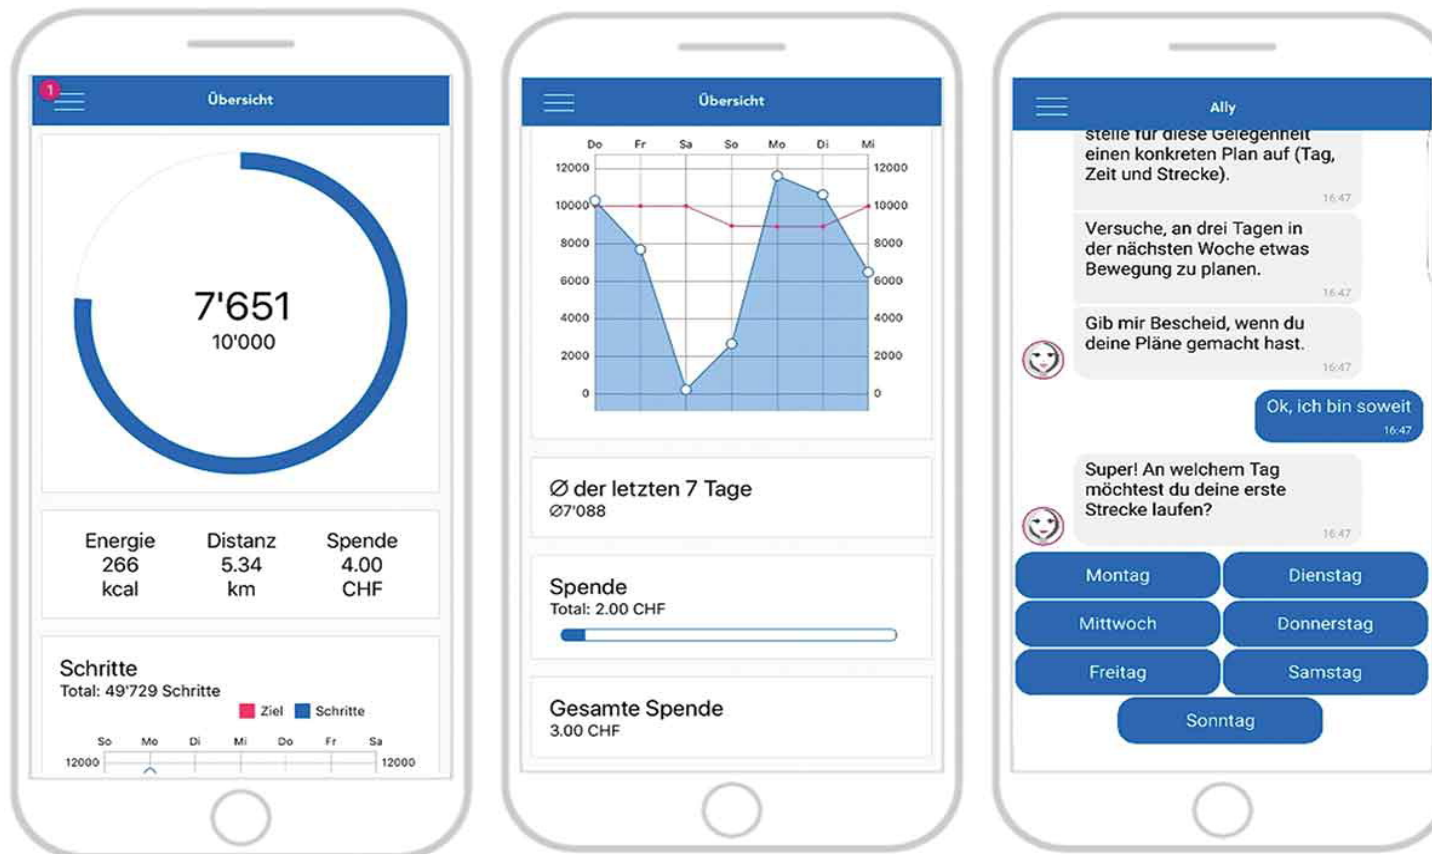 1
Übersicht
7'651
10'000
Energie
266
kcal
Distanz
5.34
km
Spende
4.00
CHF
Schritte
Total: 49'729 Schritte
Ziel Schritte
So Mo Di Mi Do Fr Sa
12000 12000
Übersicht
Do Fr Sa So Mo Di Mi
12000 12000
10000 10000
8000 8000
6000 6000
4000 4000
2000 2000
0 0
Ø der letzten 7 Tage
Ø7'088
Spende
Total: 2.00 CHF
Gesamte Spende
3.00 CHF
Ally
stelle für diese Gelegenheit
einen konkreten Plan auf (Tag,
Zeit und Strecke).
16:47
Versuche, an drei Tagen in
der nächsten Woche etwas
Bewegung zu planen.
16:47
Gib mir Bescheid, wenn du
deine Pläne gemacht hast.
16:47
Ok, ich bin soweit
16:47
Super! An welchem Tag
möchtest du deine erste
Strecke laufen?
16:47
Montag Dienstag
Mittwoch Donnerstag
Freitag Samstag
Sonntag